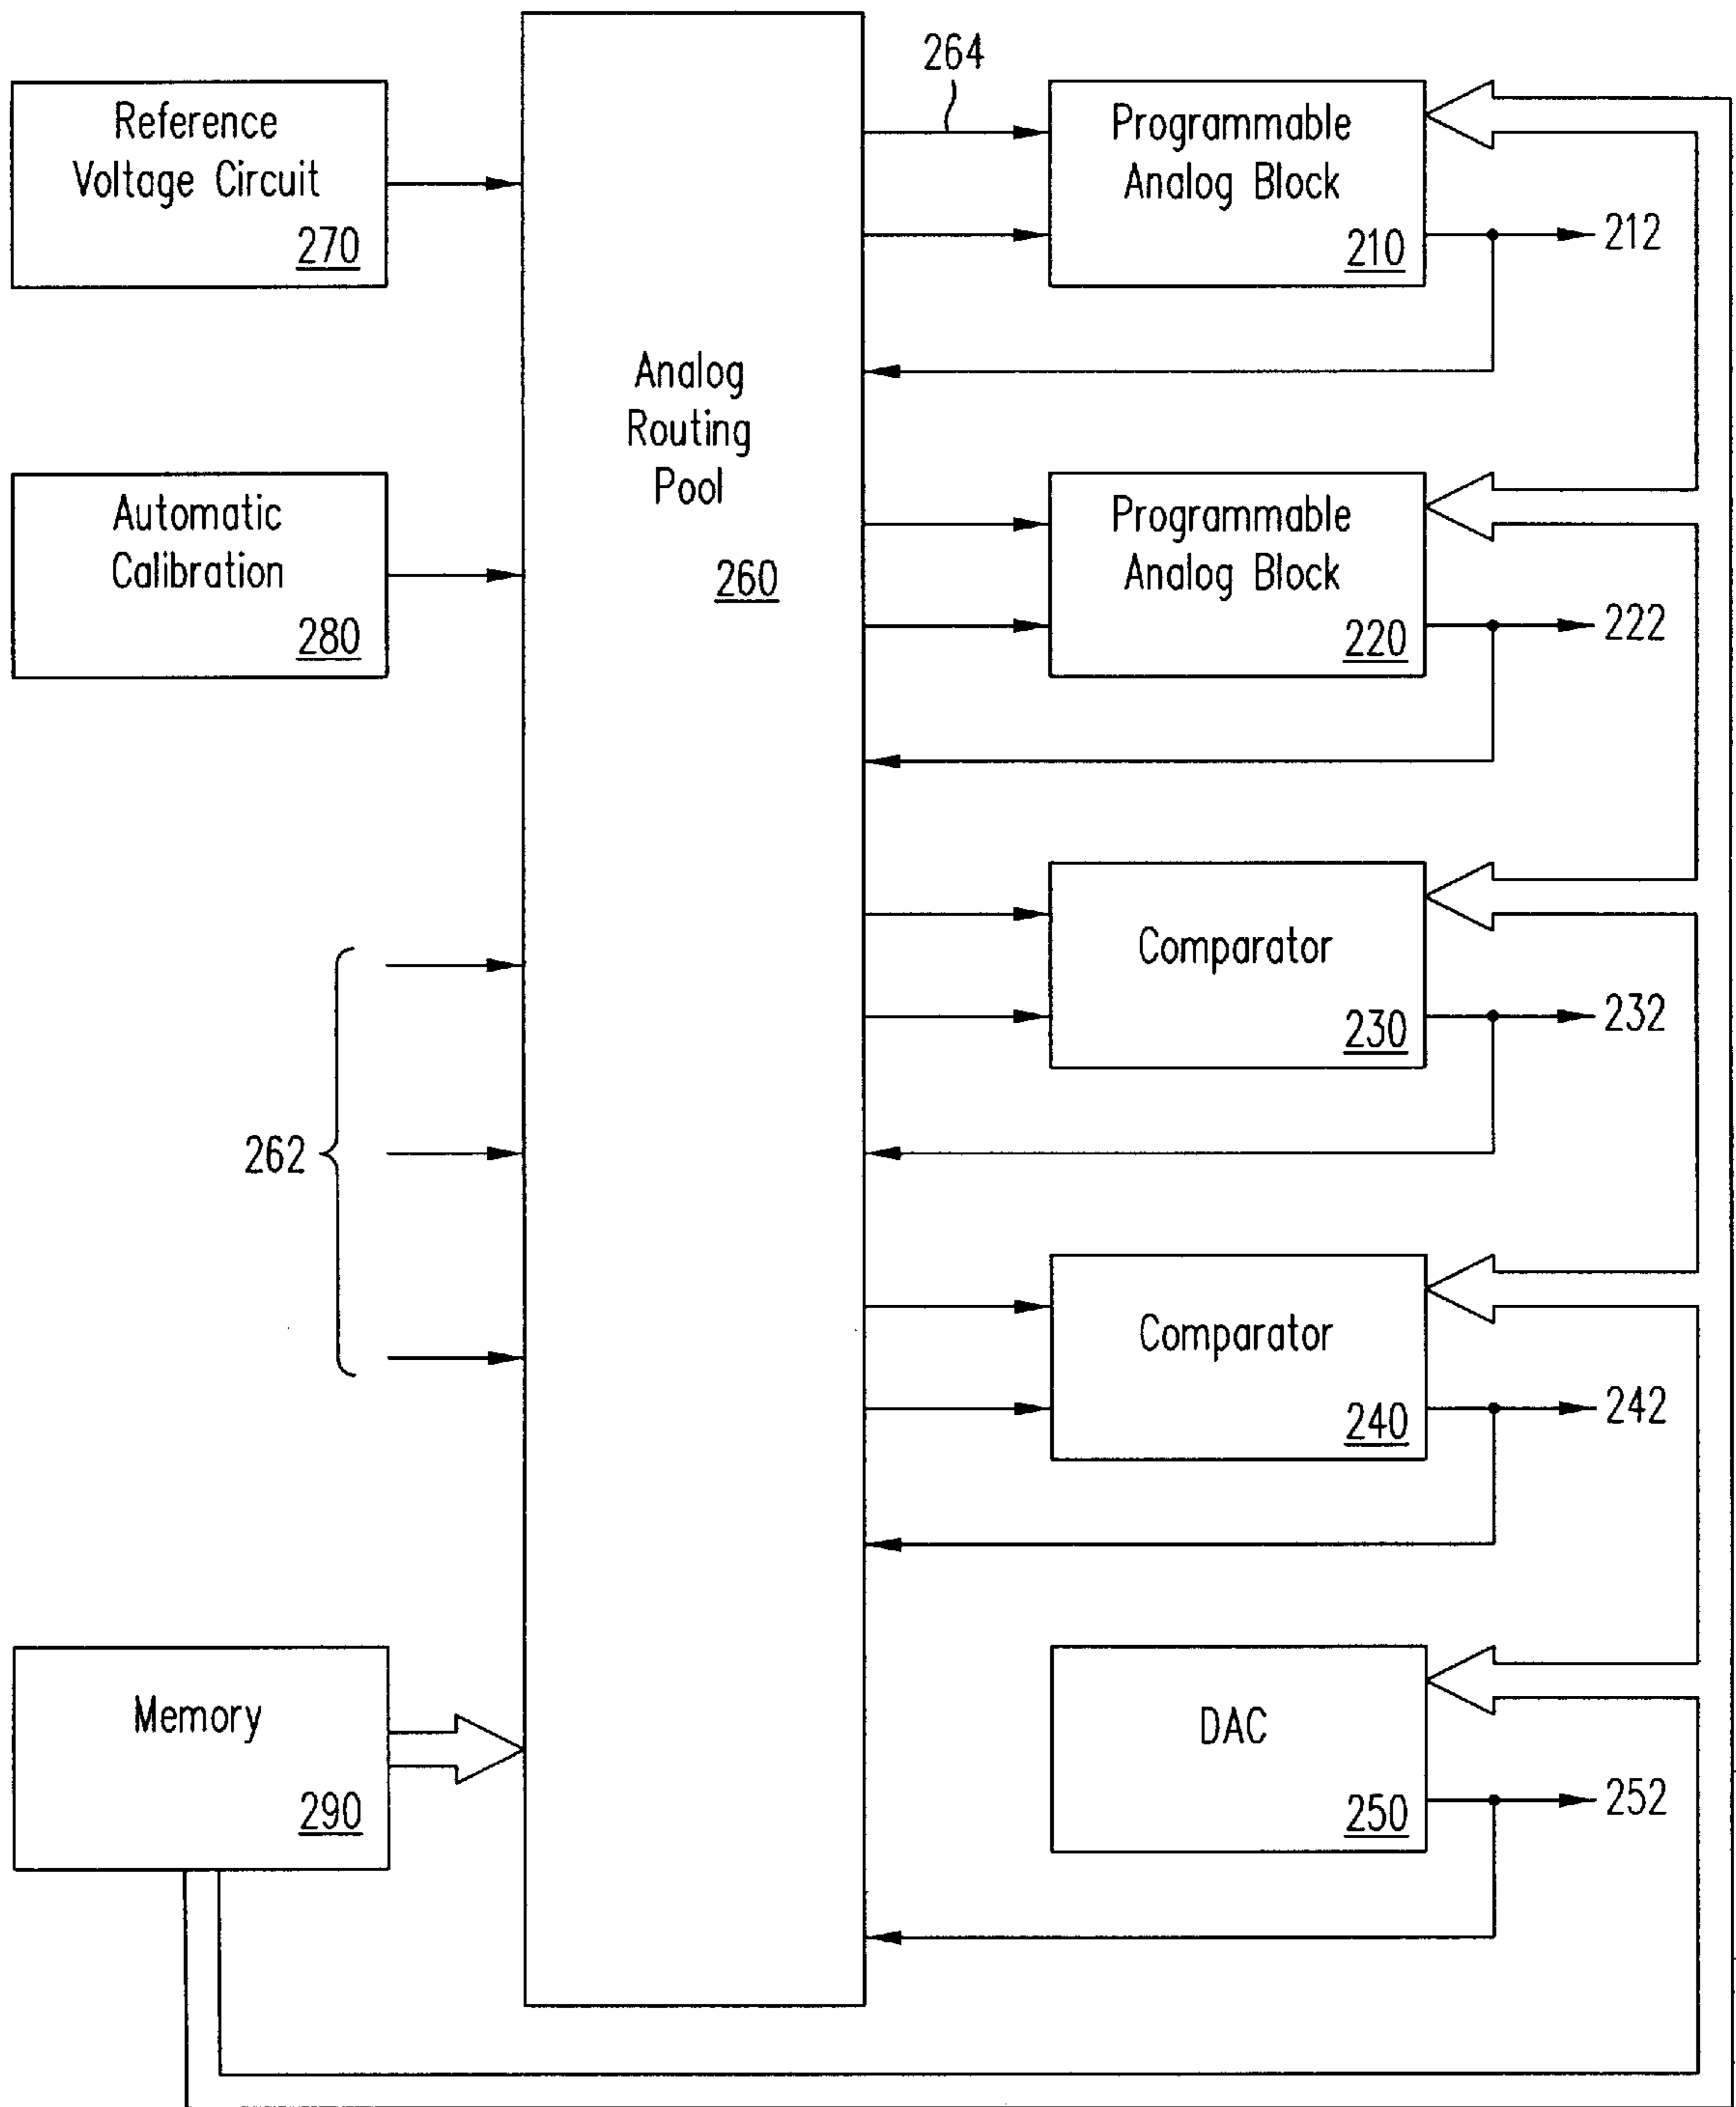 264
Reference
Voltage Circuit
270
Programmable
Analog Block
210
212
Analog
Routing
Pool
260
Automatic
Calibration
280
Programmable
Analog Block
220
222
Comparator
230
232
262
Comparator
240
242
Memory
290
DAC
250
252